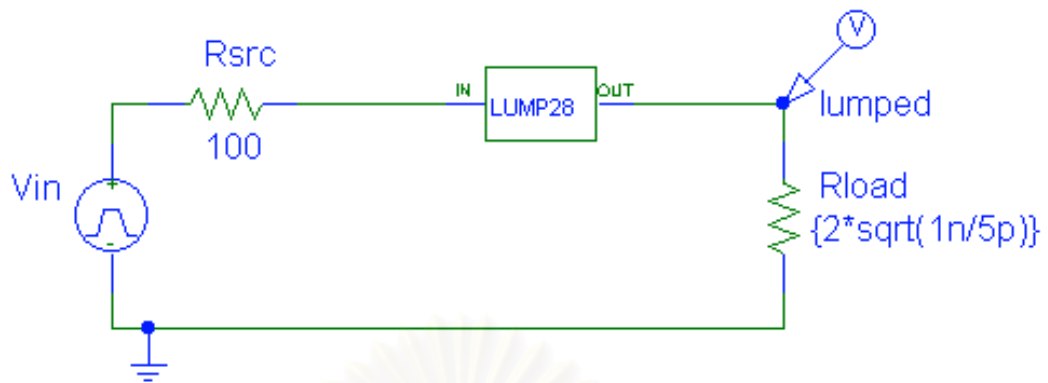 V
Rsrc
IN
OUT
LUMP28
lumped
100
Vin
+
-
Rload
{2*sqrt(1n/5p)}